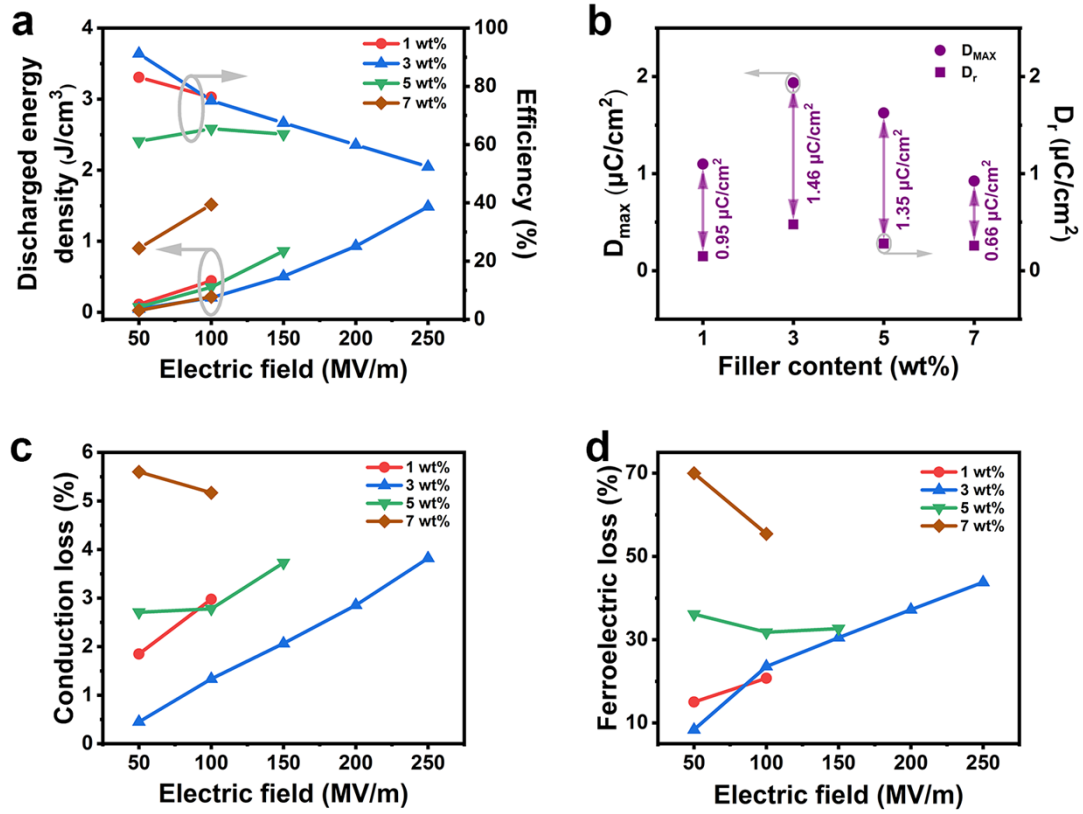 a
Discharged energy
density (J/cm³)
4
3
2
1
0
100
80
60
40
20
0
Efficiency (%)
1 wt%
3 wt%
5 wt%
7 wt%
50 100 150 200 250
Electric field (MV/m)
b
Dmax (µC/cm²)
2
1
0
2
1
0
Dr (µC/cm²)
DMAX
Dr
0.95 µC/cm²
1.46 µC/cm²
1.35 µC/cm²
0.66 µC/cm²
1 3 5 7
Filler content (wt%)
c
Conduction loss (%)
6
5
4
3
2
1
0
1 wt%
3 wt%
5 wt%
7 wt%
50 100 150 200 250
Electric field (MV/m)
d
Ferroelectric loss (%)
70
50
30
10
1 wt%
3 wt%
5 wt%
7 wt%
50 100 150 200 250
Electric field (MV/m)